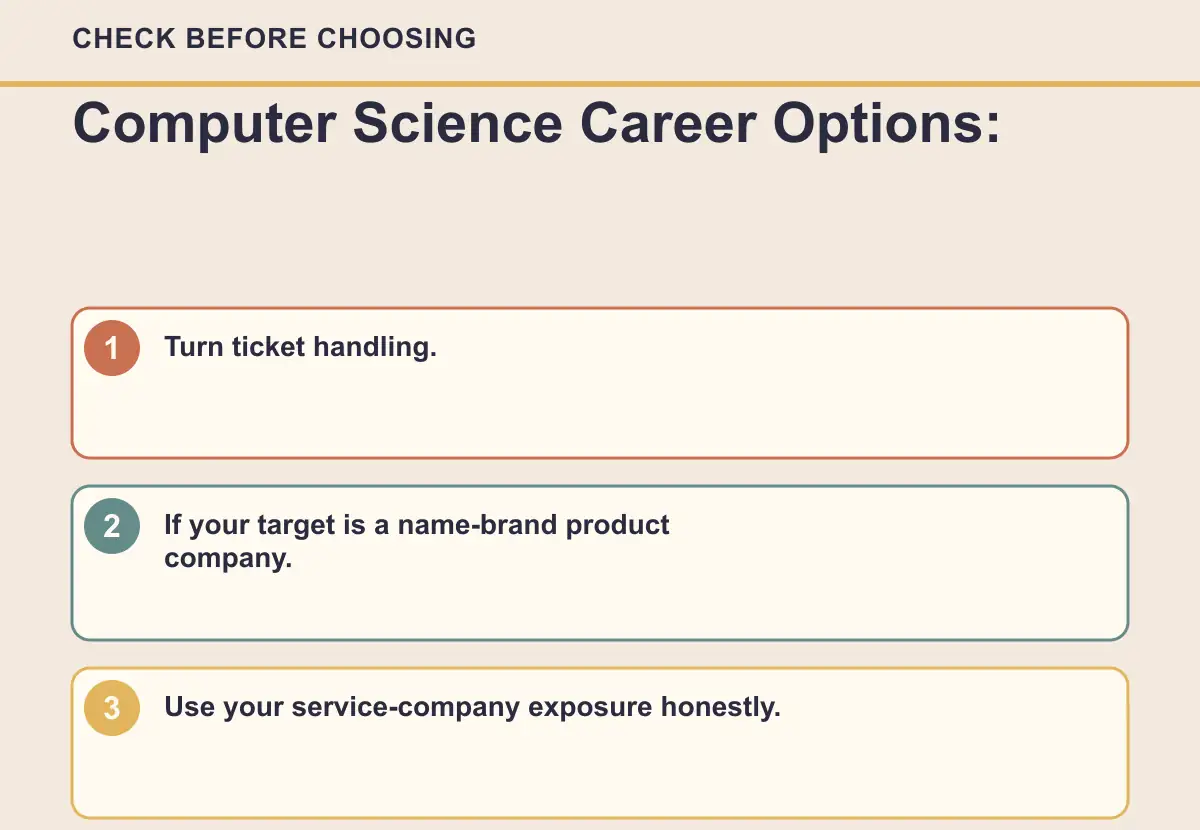 CHECK BEFORE CHOOSING
Computer Science Career Options:
1
Turn ticket handling.
2
If your target is a name-brand product
company.
3
Use your service-company exposure honestly.